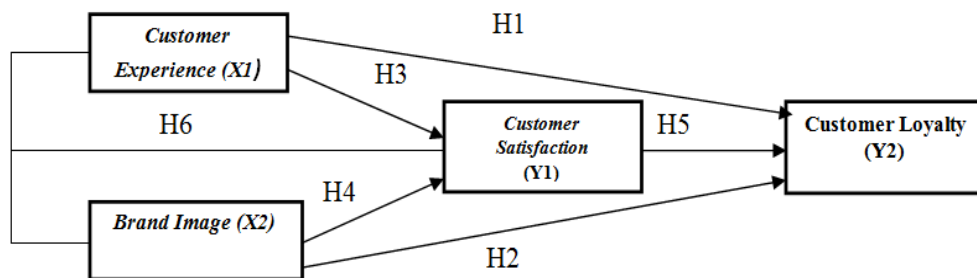 H1
Customer
Experience (X1)
H3
H6
Customer
Satisfaction
(Y1)
H5
Customer Loyalty
(Y2)
H4
Brand Image (X2)
H2